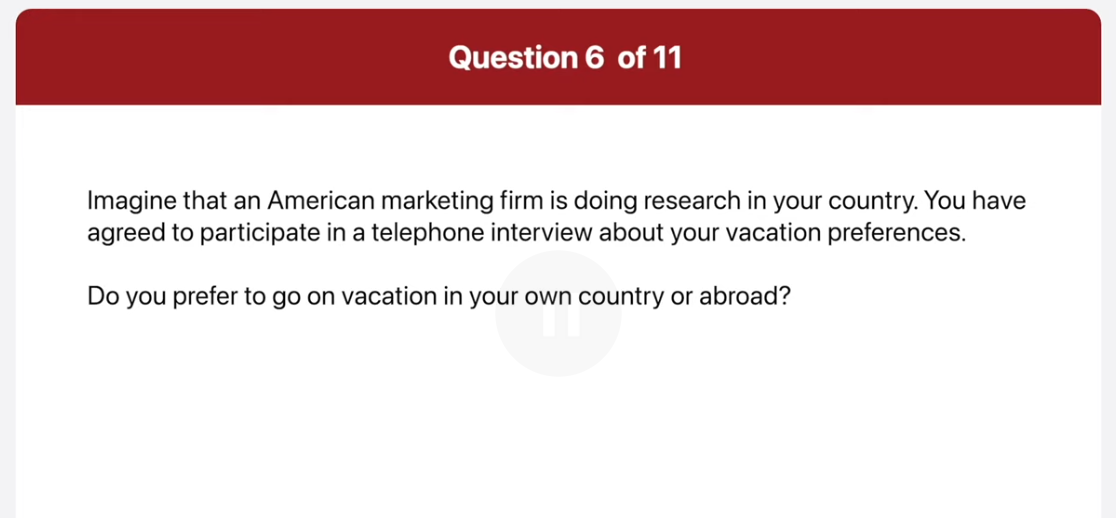 Question 6 of 11
Imagine that an American marketing firm is doing research in your country. You have
agreed to participate in a telephone interview about your vacation preferences.
Do you prefer to go on vacation in your own country or abroad?